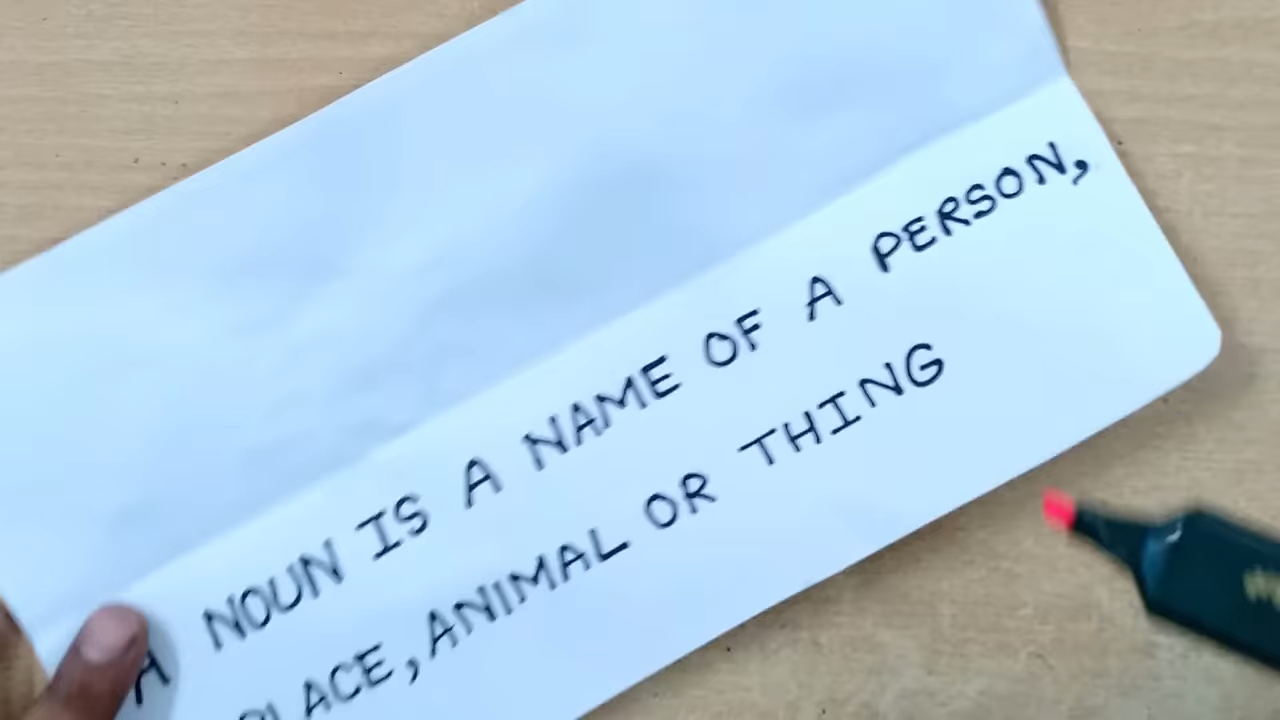 A NOUN IS A NAME OF A PERSON,
PLACE, ANIMAL OR THING